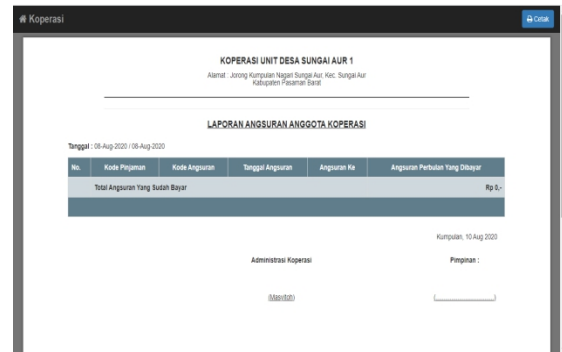 Koperasi
Cetak
KOPERASI UNIT DESA SUNGAI AUR 1
Alamat : Jorong Kumpulan Nagari Sungai Aur, Kec. Sungai Aur
Kabupaten Pasaman Barat
LAPORAN ANGSURAN ANGGOTA KOPERASI
Tanggal : 08-Aug-2020 / 08-Aug-2020
No. Kode Pinjaman Kode Angsuran Tanggal Angsuran Angsuran Ke Angsuran Perbulan Yang Dibayar
Total Angsuran Yang Sudah Bayar Rp 0,-
Kumpulan, 10 Aug 2020
Administrasi Koperasi Pimpinan :